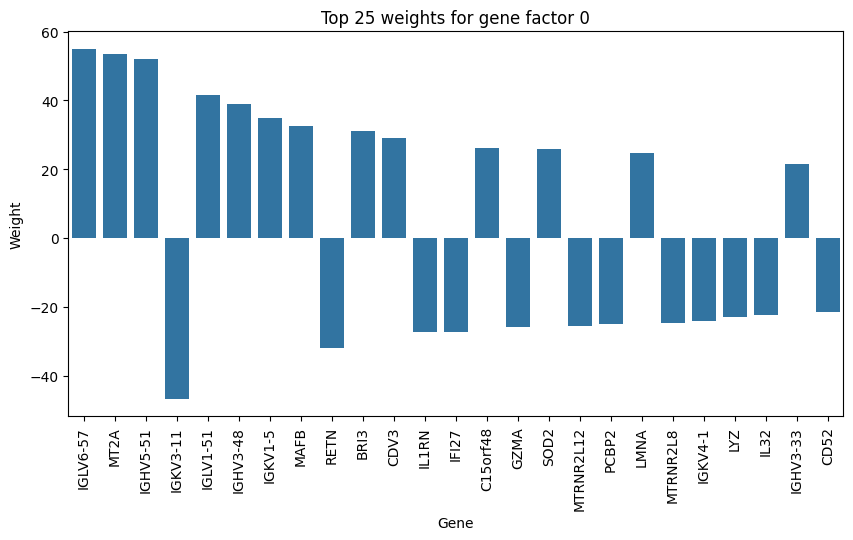 Top 25 weights for gene factor 0
Weight
60
40
20
0
−20
−40
IGLV6-57
MT2A
IGHV5-51
IGKV3-11
IGLV1-51
IGHV3-48
IGKV1-5
MAFB
RETN
BRI3
CDV3
IL1RN
IFI27
C15orf48
GZMA
SOD2
MTRNR2L12
PCBP2
LMNA
MTRNR2L8
IGKV4-1
LYZ
IL32
IGHV3-33
CD52
Gene